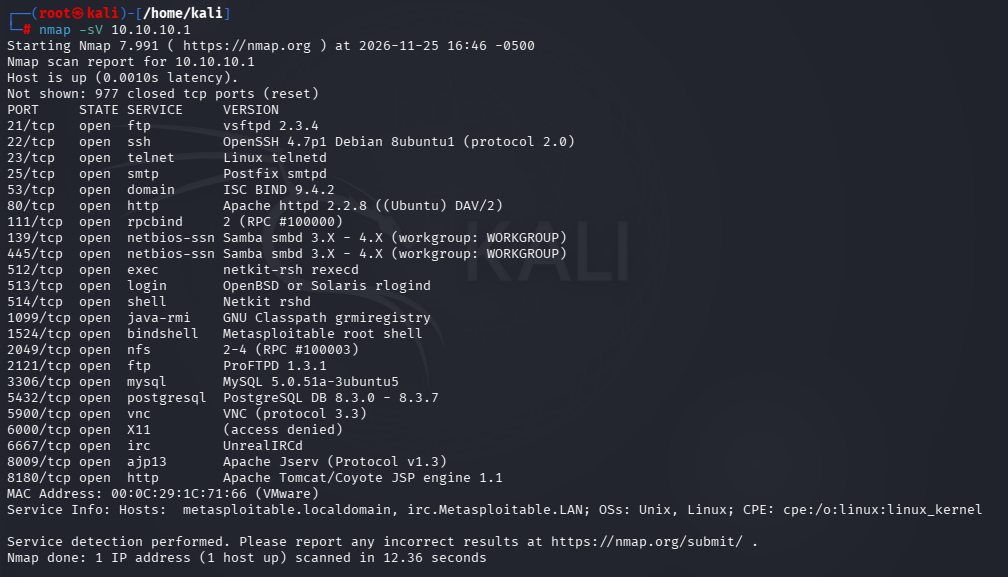 ┌──(root㉿kali)-[/home/kali]
└─# nmap -sV 10.10.10.1
Starting Nmap 7.991 ( https://nmap.org ) at 2026-11-25 16:46 -0500
Nmap scan report for 10.10.10.1
Host is up (0.0010s latency).
Not shown: 977 closed tcp ports (reset)
PORT     STATE SERVICE     VERSION
21/tcp   open  ftp         vsftpd 2.3.4
22/tcp   open  ssh         OpenSSH 4.7p1 Debian 8ubuntu1 (protocol 2.0)
23/tcp   open  telnet      Linux telnetd
25/tcp   open  smtp        Postfix smtpd
53/tcp   open  domain      ISC BIND 9.4.2
80/tcp   open  http        Apache httpd 2.2.8 ((Ubuntu) DAV/2)
111/tcp  open  rpcbind     2 (RPC #100000)
139/tcp  open  netbios-ssn Samba smbd 3.X - 4.X (workgroup: WORKGROUP)
445/tcp  open  netbios-ssn Samba smbd 3.X - 4.X (workgroup: WORKGROUP)
512/tcp  open  exec        netkit-rsh rexecd
513/tcp  open  login       OpenBSD or Solaris rlogind
514/tcp  open  shell       Netkit rshd
1099/tcp open  java-rmi    GNU Classpath grmiregistry
1524/tcp open  bindshell   Metasploitable root shell
2049/tcp open  nfs         2-4 (RPC #100003)
2121/tcp open  ftp         ProFTPD 1.3.1
3306/tcp open  mysql       MySQL 5.0.51a-3ubuntu5
5432/tcp open  postgresql  PostgreSQL DB 8.3.0 - 8.3.7
5900/tcp open  vnc         VNC (protocol 3.3)
6000/tcp open  X11         (access denied)
6667/tcp open  irc         UnrealIRCd
8009/tcp open  ajp13       Apache Jserv (Protocol v1.3)
8180/tcp open  http        Apache Tomcat/Coyote JSP engine 1.1
MAC Address: 00:0C:29:1C:71:66 (VMware)
Service Info: Hosts:  metasploitable.localdomain, irc.Metasploitable.LAN; OSs: Unix, Linux; CPE: cpe:/o:linux:linux_kernel

Service detection performed. Please report any incorrect results at https://nmap.org/submit/ .
Nmap done: 1 IP address (1 host up) scanned in 12.36 seconds
KALI